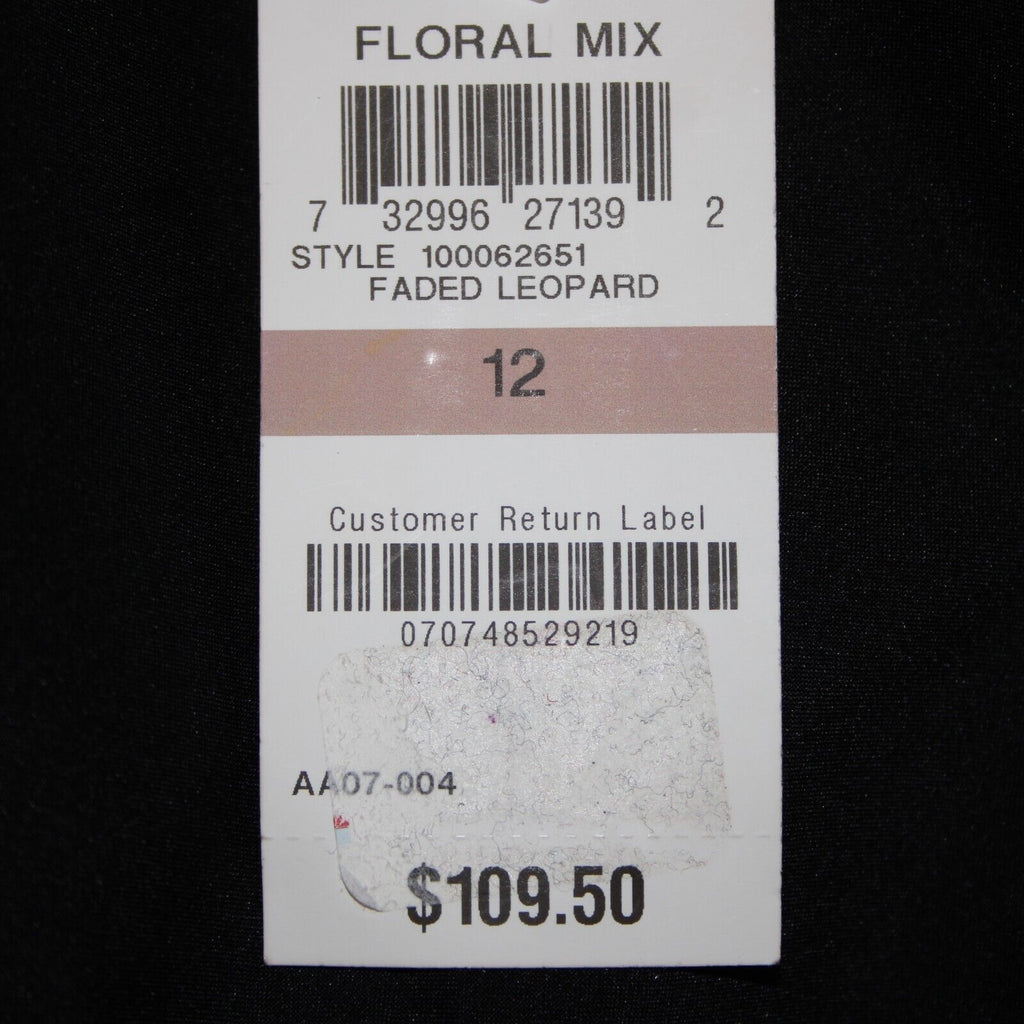 FLORAL MIX
7 32996 27139 2
STYLE 100062651
FADED LEOPARD
12
Customer Return Label
070748529219
AA07-004
$109.50